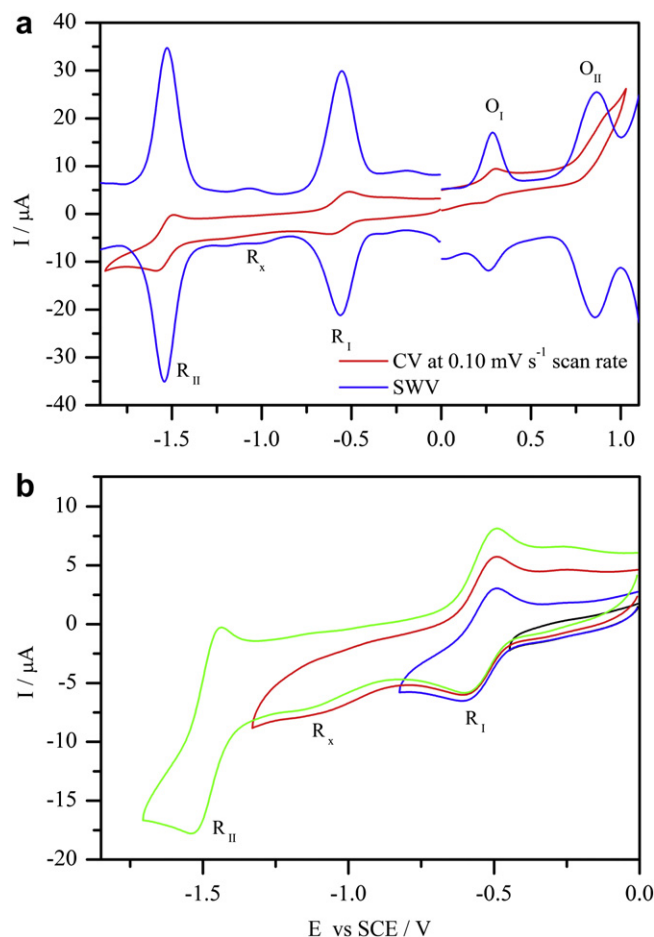 a
40
30
20
10
0
-10
-20
-30
-40
I / μA
O_I
O_II
R_x
R_I
R_II
CV at 0.10 mV s⁻¹ scan rate
SWV
-1.5 -1.0 -0.5 0.0 0.5 1.0
b
10
5
0
-5
-10
-15
-20
I / μA
R_x
R_I
R_II
-1.5 -1.0 -0.5 0.0
E vs SCE / V